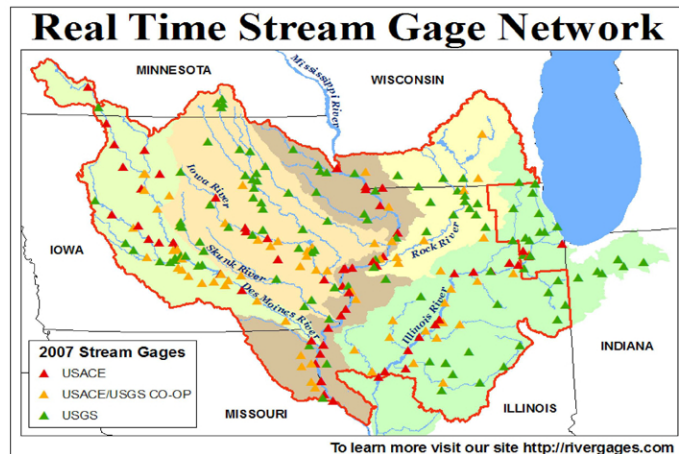 Real Time Stream Gage Network
MINNESOTA
Mississippi River
WISCONSIN
Iowa River
IOWA
Rock River
Skunk River
Des Moines River
Illinois River
INDIANA
2007 Stream Gages
USACE
USACE/USGS CO-OP
USGS
MISSOURI
ILLINOIS
To learn more visit our site http://rivergages.com